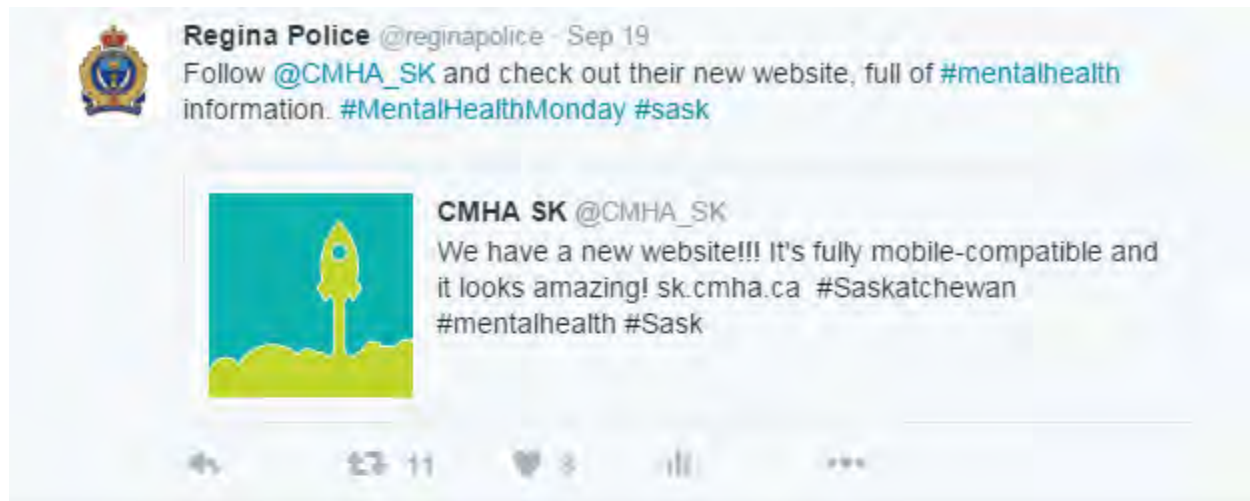 Regina Police @reginapolice · Sep 19
Follow @CMHA_SK and check out their new website, full of #mentalhealth
information. #MentalHealthMonday #sask
CMHA SK @CMHA_SK
We have a new website!!! It's fully mobile-compatible and
it looks amazing! sk.cmha.ca #Saskatchewan
#mentalhealth #Sask
11